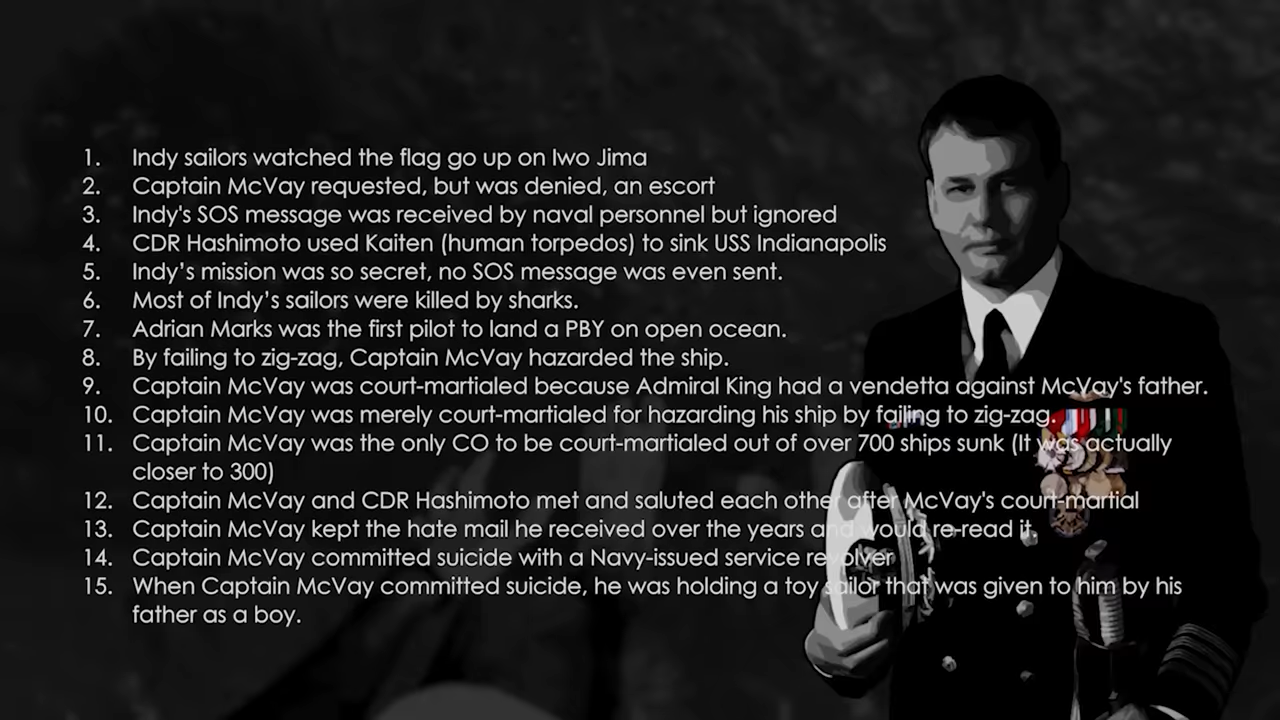 1. Indy sailors watched the flag go up on Iwo Jima
2. Captain McVay requested, but was denied, an escort
3. Indy's SOS message was received by naval personnel but ignored
4. CDR Hashimoto used Kaiten (human torpedos) to sink USS Indianapolis
5. Indy’s mission was so secret, no SOS message was even sent.
6. Most of Indy’s sailors were killed by sharks.
7. Adrian Marks was the first pilot to land a PBY on open ocean.
8. By failing to zig-zag, Captain McVay hazarded the ship.
9. Captain McVay was court-martialed because Admiral King had a vendetta against McVay's father.
10. Captain McVay was merely court-martialed for hazarding his ship by failing to zig-zag.
11. Captain McVay was the only CO to be court-martialed out of over 700 ships sunk (It was actually
closer to 300)
12. Captain McVay and CDR Hashimoto met and saluted each other after McVay's court-martial
13. Captain McVay kept the hate mail he received over the years and would re-read it.
14. Captain McVay committed suicide with a Navy-issued service revolver
15. When Captain McVay committed suicide, he was holding a toy sailor that was given to him by his
father as a boy.